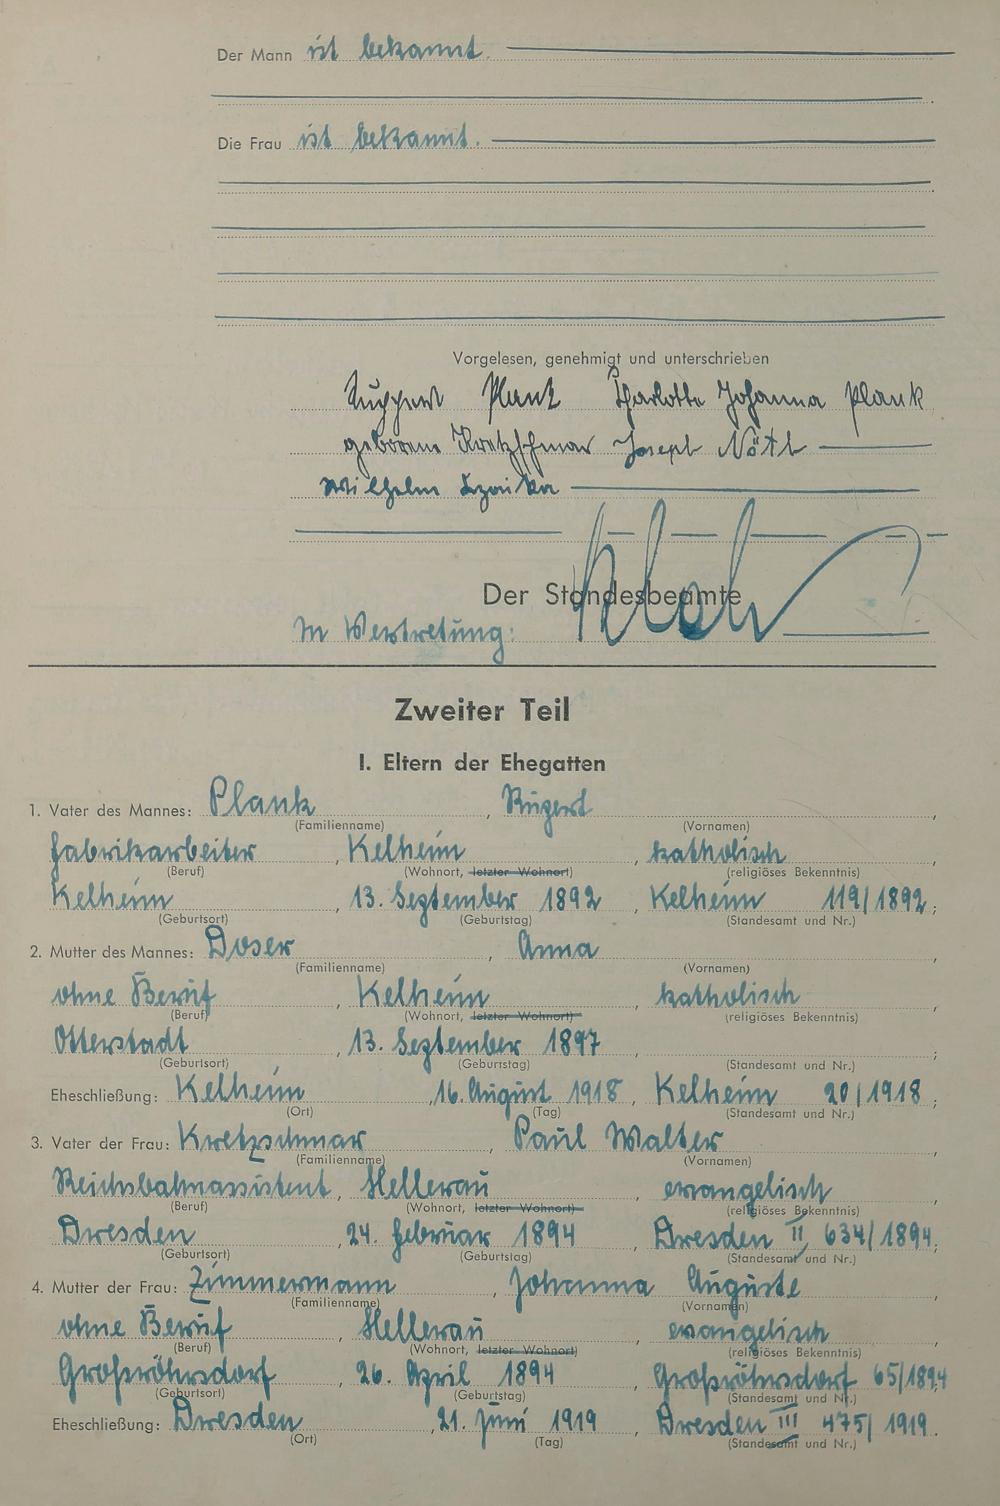 Der Mann ist bekannt.
Die Frau ist bekannt.
Vorgelesen, genehmigt und unterschrieben
Plank Charlotte Johanna Plank
geborene Kretzschmar Joseph Nötl
Wilhelm
Der Standesbeamte
In Vertretung:
Zweiter Teil
I. Eltern der Ehegatten
1. Vater des Mannes: Plank, Rupert,
(Familienname) (Vornamen)
Fabrikarbeiter, Kelheim, katholisch,
(Beruf) (Wohnort, letzter Wohnort) (religiöses Bekenntnis)
Kelheim, 13. September 1892, Kelheim 119/1892;
(Geburtsort) (Geburtstag) (Standesamt und Nr.)
2. Mutter des Mannes: Doser, Anna,
(Familienname) (Vornamen)
ohne Beruf, Kelheim, katholisch,
(Beruf) (Wohnort, letzter Wohnort) (religiöses Bekenntnis)
Otterstadt, 13. September 1897, ;
(Geburtsort) (Geburtstag) (Standesamt und Nr.)
Eheschließung: Kelheim, 16. August 1918, Kelheim 20/1918;
(Ort) (Tag) (Standesamt und Nr.)
3. Vater der Frau: Kretzschmar, Paul Walter,
(Familienname) (Vornamen)
Reichsbahnassistent, Hellerau, evangelisch,
(Beruf) (Wohnort, letzter Wohnort) (religiöses Bekenntnis)
Dresden, 24. Februar 1894, Dresden II, 634/1894;
(Geburtsort) (Geburtstag) (Standesamt und Nr.)
4. Mutter der Frau: Zimmermann, Johanna Auguste,
(Familienname) (Vornamen)
ohne Beruf, Hellerau, evangelisch,
(Beruf) (Wohnort, letzter Wohnort) (religiöses Bekenntnis)
Großröhrsdorf, 26. April 1894, Großröhrsdorf 65/1894;
(Geburtsort) (Geburtstag) (Standesamt und Nr.)
Eheschließung: Dresden, 21. Juni 1919, Dresden III 475/1919.
(Ort) (Tag) (Standesamt und Nr.)